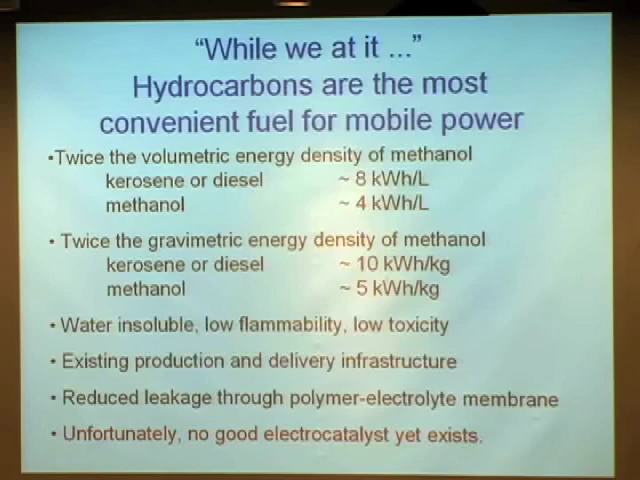 “While we at it ...”
Hydrocarbons are the most
convenient fuel for mobile power
•Twice the volumetric energy density of methanol
kerosene or diesel ~ 8 kWh/L
methanol ~ 4 kWh/L
• Twice the gravimetric energy density of methanol
kerosene or diesel ~ 10 kWh/kg
methanol ~ 5 kWh/kg
• Water insoluble, low flammability, low toxicity
• Existing production and delivery infrastructure
• Reduced leakage through polymer-electrolyte membrane
• Unfortunately, no good electrocatalyst yet exists.